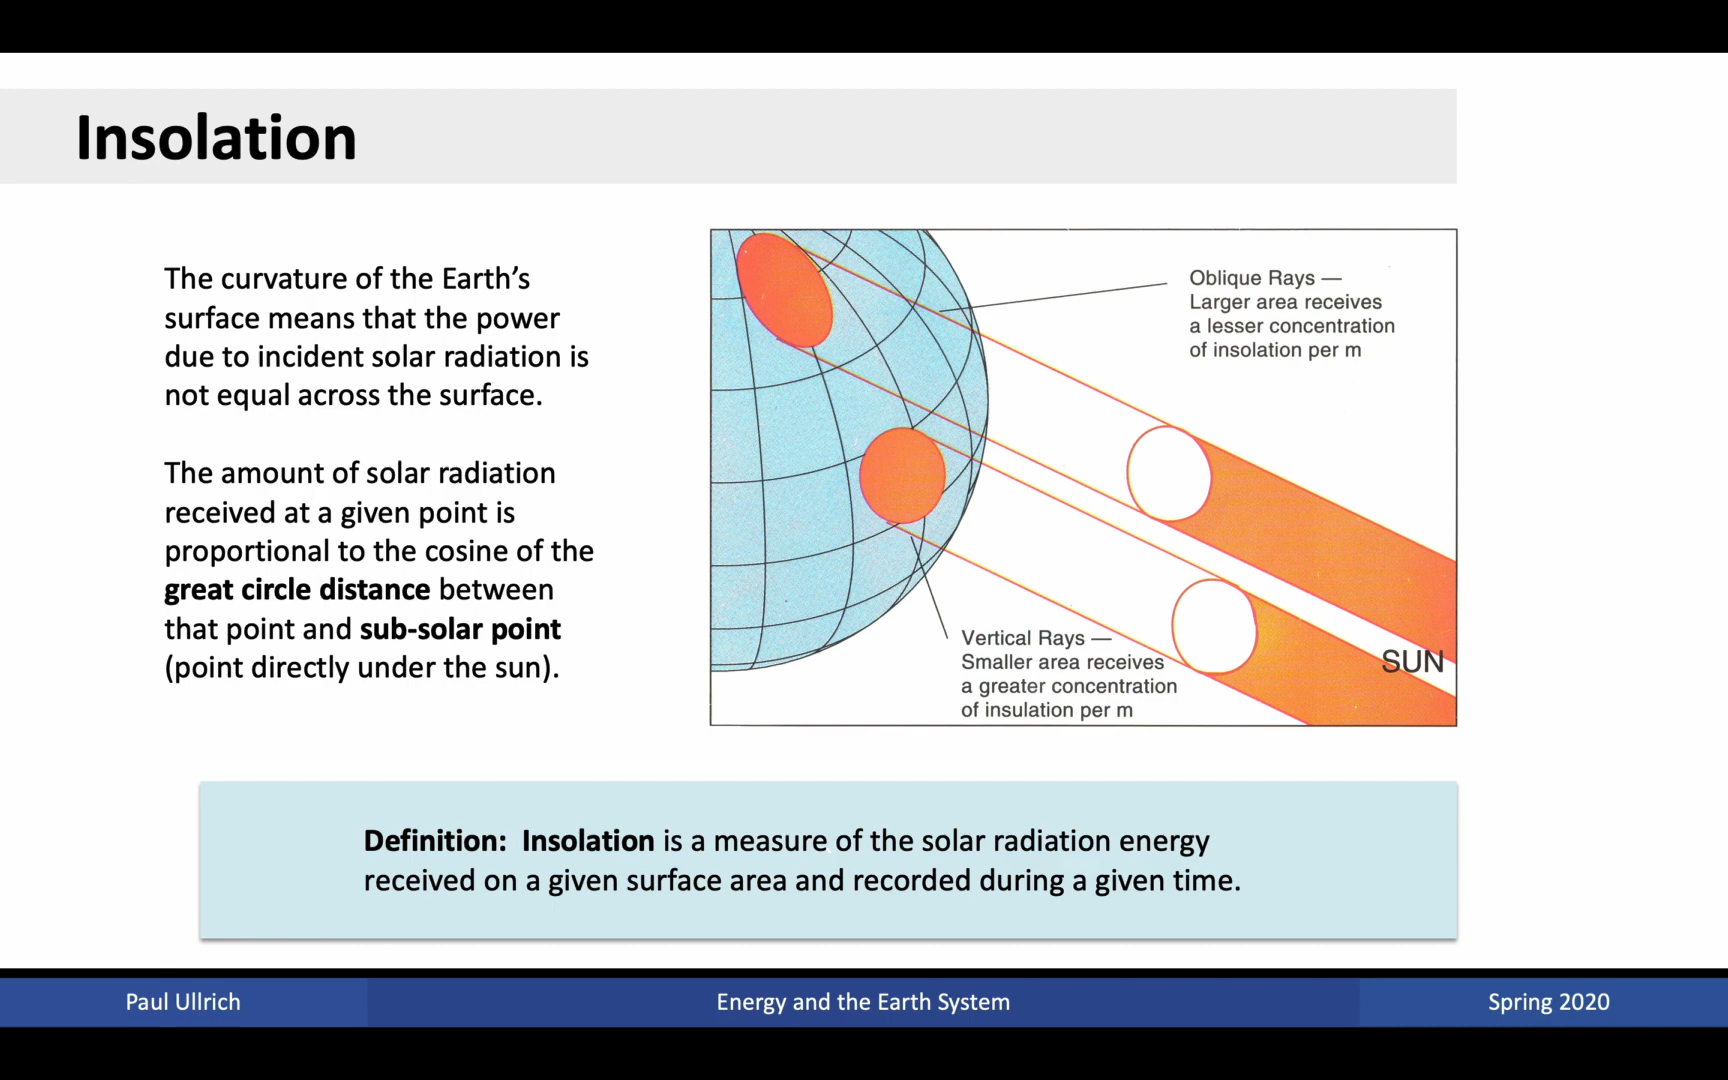 Insolation
The curvature of the Earth's
surface means that the power
due to incident solar radiation is
not equal across the surface.
The amount of solar radiation
received at a given point is
proportional to the cosine of the
great circle distance between
that point and sub-solar point
(point directly under the sun).
Oblique Rays —
Larger area receives
a lesser concentration
of insolation per m
Vertical Rays —
Smaller area receives
a greater concentration
of insulation per m
SUN
Definition:  Insolation is a measure of the solar radiation energy
received on a given surface area and recorded during a given time.
Paul Ullrich
Energy and the Earth System
Spring 2020